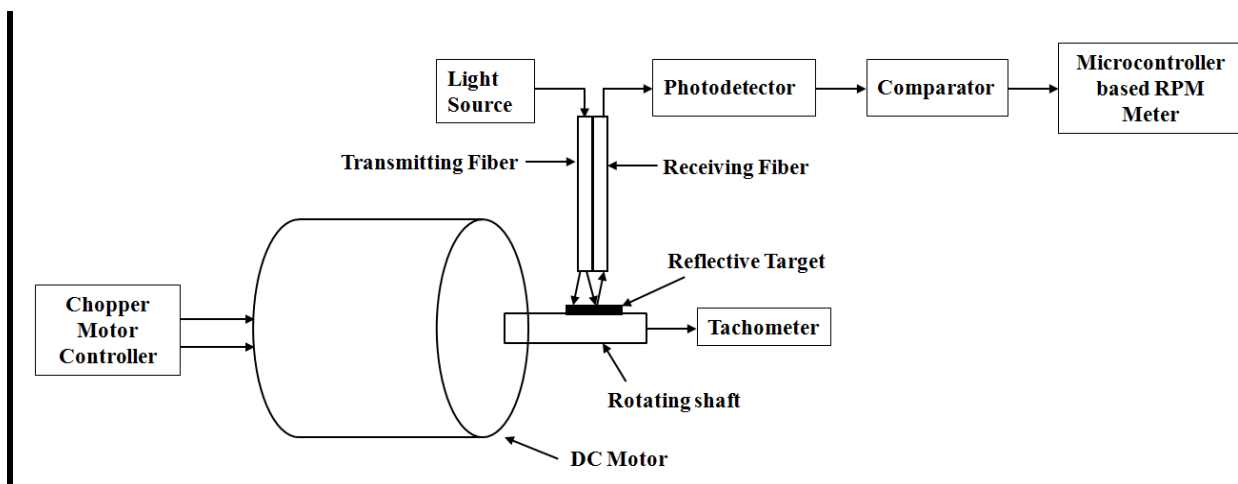 Light
Source
Photodetector
Comparator
Microcontroller
based RPM
Meter
Transmitting Fiber
Receiving Fiber
Reflective Target
Chopper
Motor
Controller
Tachometer
Rotating shaft
DC Motor